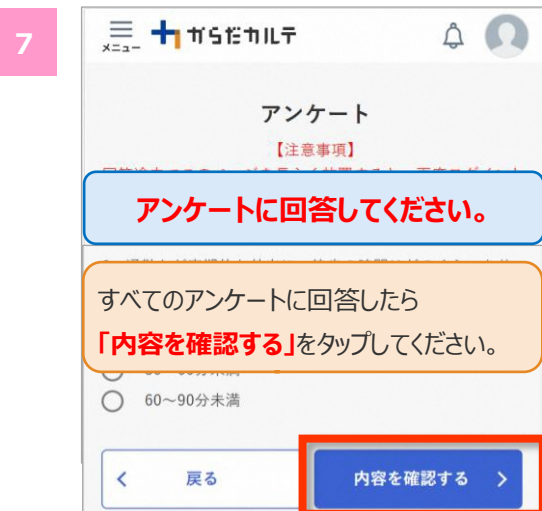 7
メニュー
からだカルテ
アンケート
【注意事項】
アンケートに回答してください。
すべてのアンケートに回答したら
「内容を確認する」をタップしてください。
60～90分未満
戻る
内容を確認する